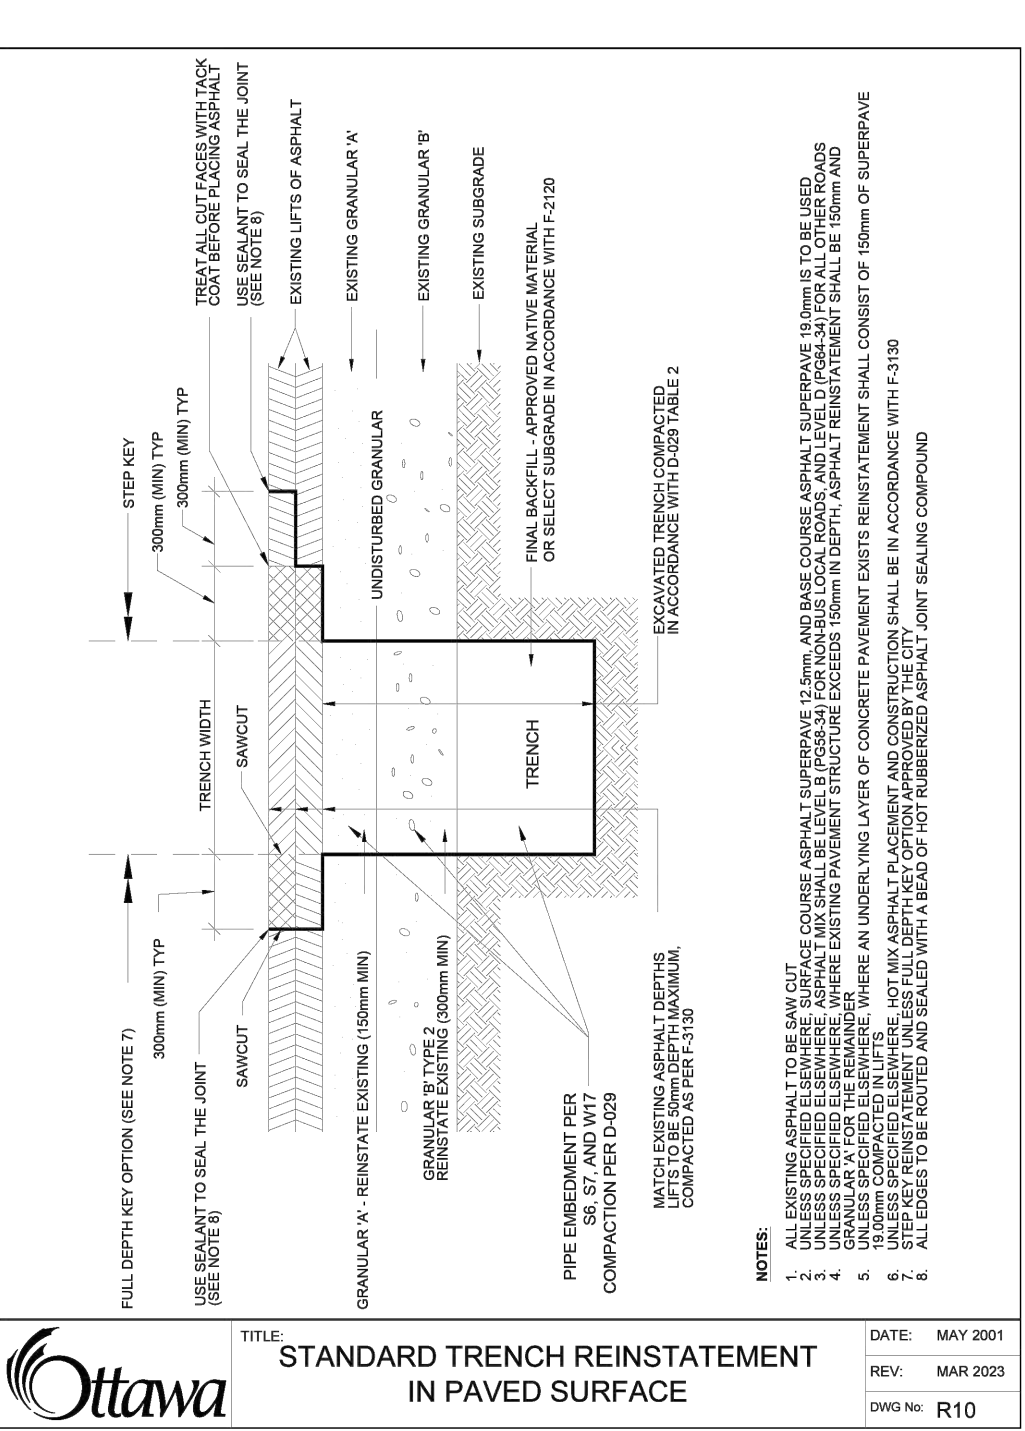 TREAT ALL CUT FACES WITH TACK
COAT BEFORE PLACING ASPHALT
USE SEALANT TO SEAL THE JOINT
(SEE NOTE 8)
EXISTING LIFTS OF ASPHALT
EXISTING GRANULAR 'A'
EXISTING GRANULAR 'B'
EXISTING SUBGRADE
FINAL BACKFILL - APPROVED NATIVE MATERIAL
OR SELECT SUBGRADE IN ACCORDANCE WITH F-2120
EXCAVATED TRENCH COMPACTED
IN ACCORDANCE WITH D-029 TABLE 2
STEP KEY
300mm (MIN) TYP
300mm (MIN) TYP
UNDISTURBED GRANULAR
TRENCH WIDTH
SAWCUT
TRENCH
FULL DEPTH KEY OPTION (SEE NOTE 7)
300mm (MIN) TYP
USE SEALANT TO SEAL THE JOINT
(SEE NOTE 8)
SAWCUT
GRANULAR 'A' - REINSTATE EXISTING (150mm MIN)
GRANULAR 'B' TYPE 2
REINSTATE EXISTING (300mm MIN)
PIPE EMBEDMENT PER
S6, S7, AND W17
COMPACTION PER D-029
MATCH EXISTING ASPHALT DEPTHS
LIFTS TO BE 50mm DEPTH MAXIMUM,
COMPACTED AS PER F-3130
NOTES:
1. ALL EXISTING ASPHALT TO BE SAW CUT
2. UNLESS SPECIFIED ELSEWHERE, SURFACE COURSE ASPHALT SUPERPAVE 12.5mm, AND BASE COURSE ASPHALT SUPERPAVE 19.0mm IS TO BE USED
3. UNLESS SPECIFIED ELSEWHERE, ASPHALT MIX SHALL BE LEVEL B (PG58-34) FOR NON-BUS LOCAL ROADS, AND LEVEL D (PG64-34) FOR ALL OTHER ROADS
4. UNLESS SPECIFIED ELSEWHERE, WHERE EXISTING PAVEMENT STRUCTURE EXCEEDS 150mm IN DEPTH, ASPHALT REINSTATEMENT SHALL BE 150mm AND
GRANULAR 'A' FOR THE REMAINDER
5. UNLESS SPECIFIED ELSEWHERE, WHERE AN UNDERLYING LAYER OF CONCRETE PAVEMENT EXISTS REINSTATEMENT SHALL CONSIST OF 150mm OF SUPERPAVE
19.00mm COMPACTED IN LIFTS
6. UNLESS SPECIFIED ELSEWHERE, HOT MIX ASPHALT PLACEMENT AND CONSTRUCTION SHALL BE IN ACCORDANCE WITH F-3130
7. STEP KEY REINSTATEMENT UNLESS FULL DEPTH KEY OPTION APPROVED BY THE CITY
8. ALL EDGES TO BE ROUTED AND SEALED WITH A BEAD OF HOT RUBBERIZED ASPHALT JOINT SEALING COMPOUND
Ottawa
TITLE:
STANDARD TRENCH REINSTATEMENT
IN PAVED SURFACE
DATE: MAY 2001
REV: MAR 2023
DWG No: R10